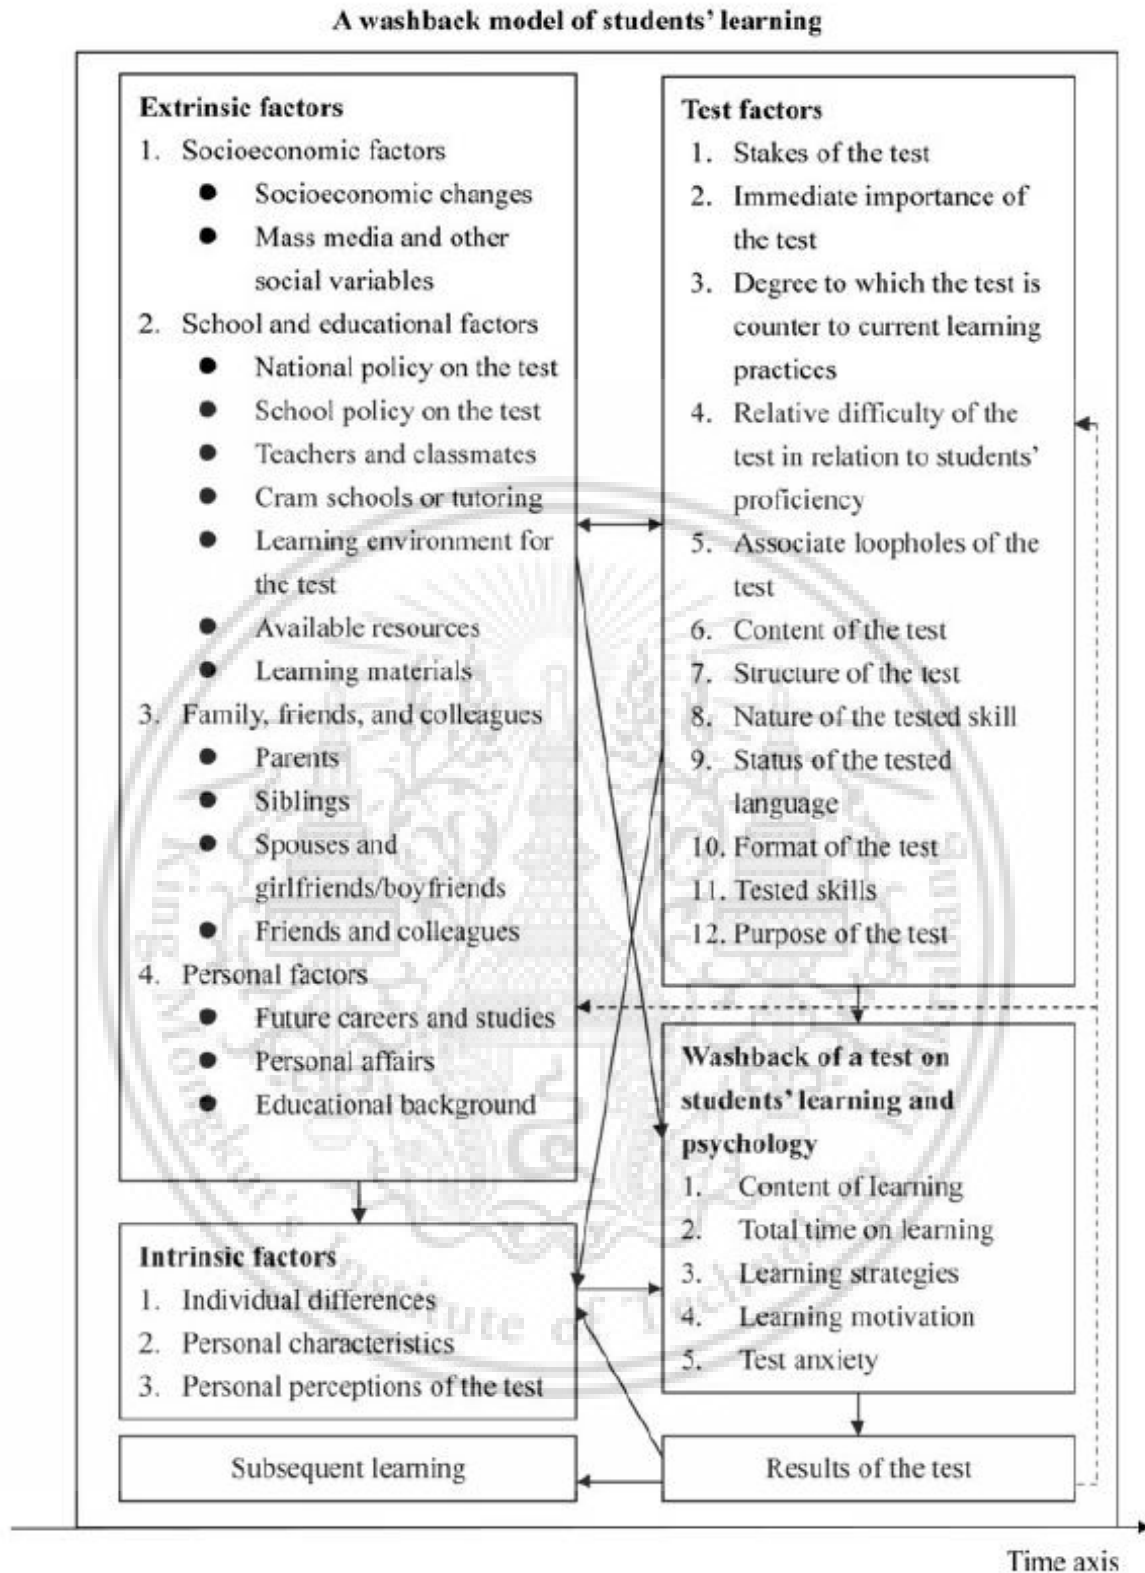 A washback model of students' learning
Extrinsic factors
1. Socioeconomic factors
● Socioeconomic changes
● Mass media and other
social variables
2. School and educational factors
● National policy on the test
● School policy on the test
● Teachers and classmates
● Cram schools or tutoring
● Learning environment for
the test
● Available resources
● Learning materials
3. Family, friends, and colleagues
● Parents
● Siblings
● Spouses and
girlfriends/boyfriends
● Friends and colleagues
4. Personal factors
● Future careers and studies
● Personal affairs
● Educational background
Intrinsic factors
1. Individual differences
2. Personal characteristics
3. Personal perceptions of the test
Subsequent learning
Test factors
1. Stakes of the test
2. Immediate importance of
the test
3. Degree to which the test is
counter to current learning
practices
4. Relative difficulty of the
test in relation to students'
proficiency
5. Associate loopholes of the
test
6. Content of the test
7. Structure of the test
8. Nature of the tested skill
9. Status of the tested
language
10. Format of the test
11. Tested skills
12. Purpose of the test
Washback of a test on
students' learning and
psychology
1. Content of learning
2. Total time on learning
3. Learning strategies
4. Learning motivation
5. Test anxiety
Results of the test
Time axis